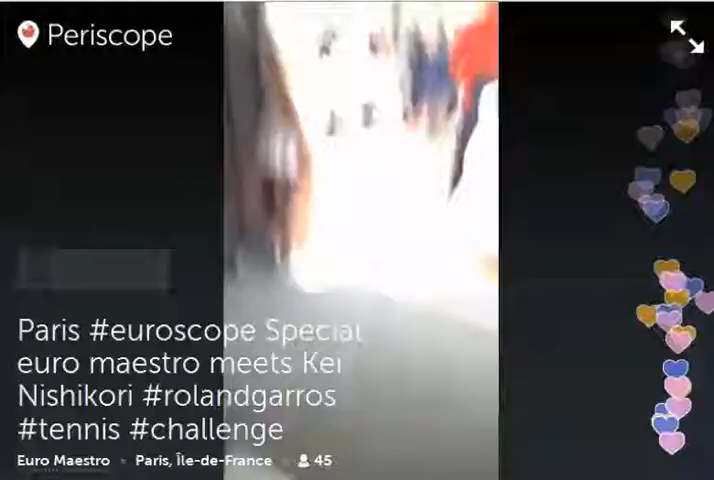 Periscope
Paris #euroscope Special
euro maestro meets Kei
Nishikori #rolandgarros
#tennis #challenge
Euro Maestro • Paris, Île-de-France • 45